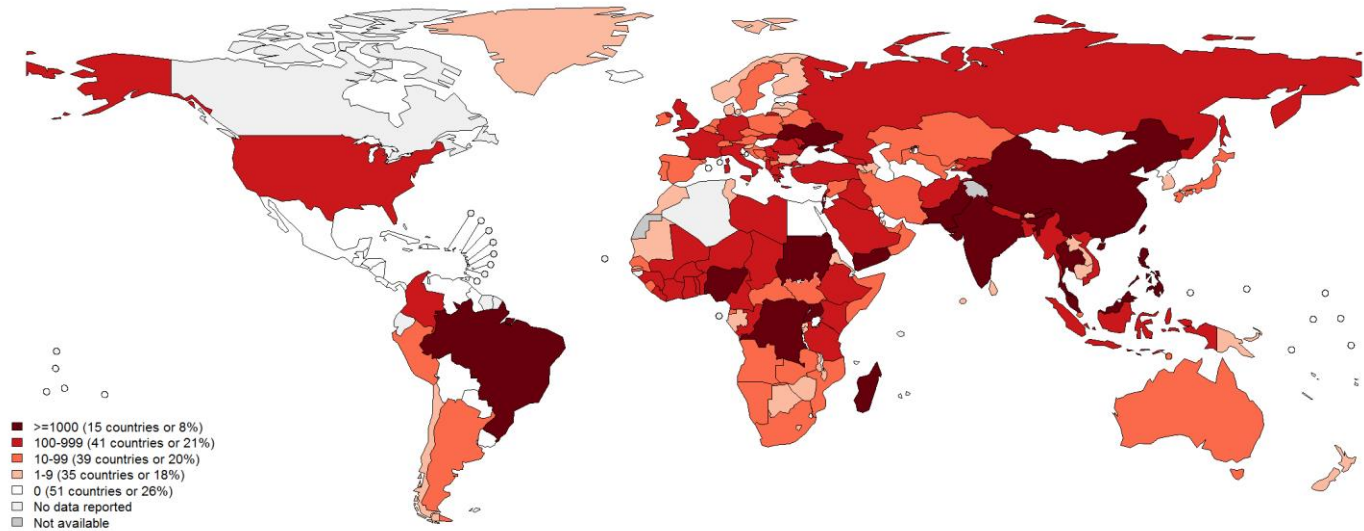 >=1000 (15 countries or 8%)
100-999 (41 countries or 21%)
10-99 (39 countries or 20%)
1-9 (35 countries or 18%)
0 (51 countries or 26%)
No data reported
Not available